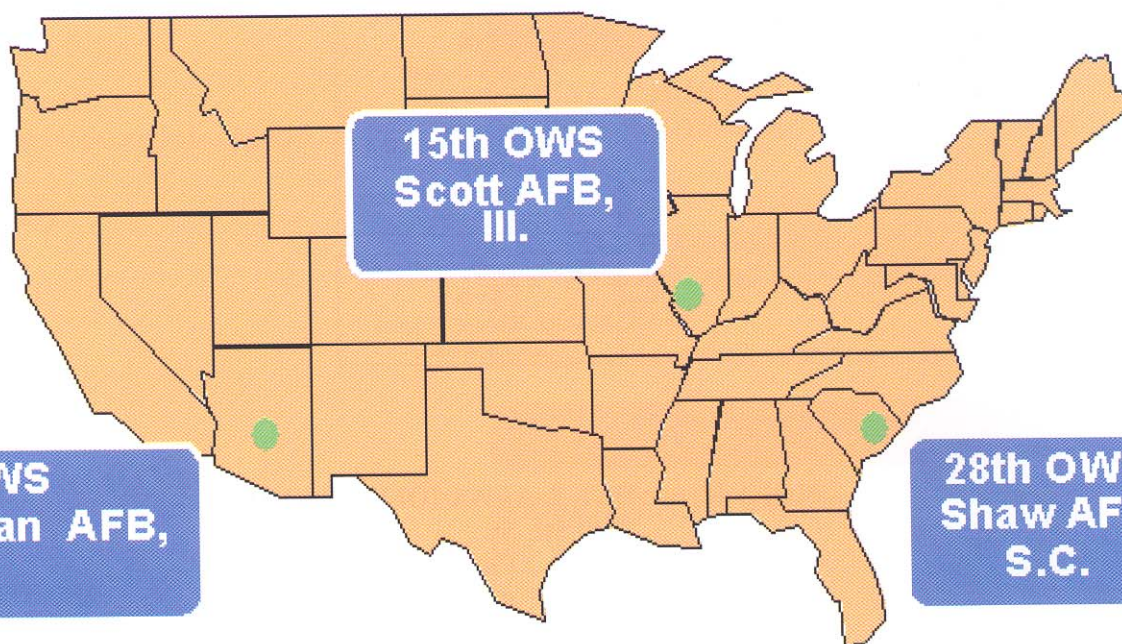 15th OWS
Scott AFB,
Ill.
WS
an AFB,
28th OW
Shaw AF
S.C.